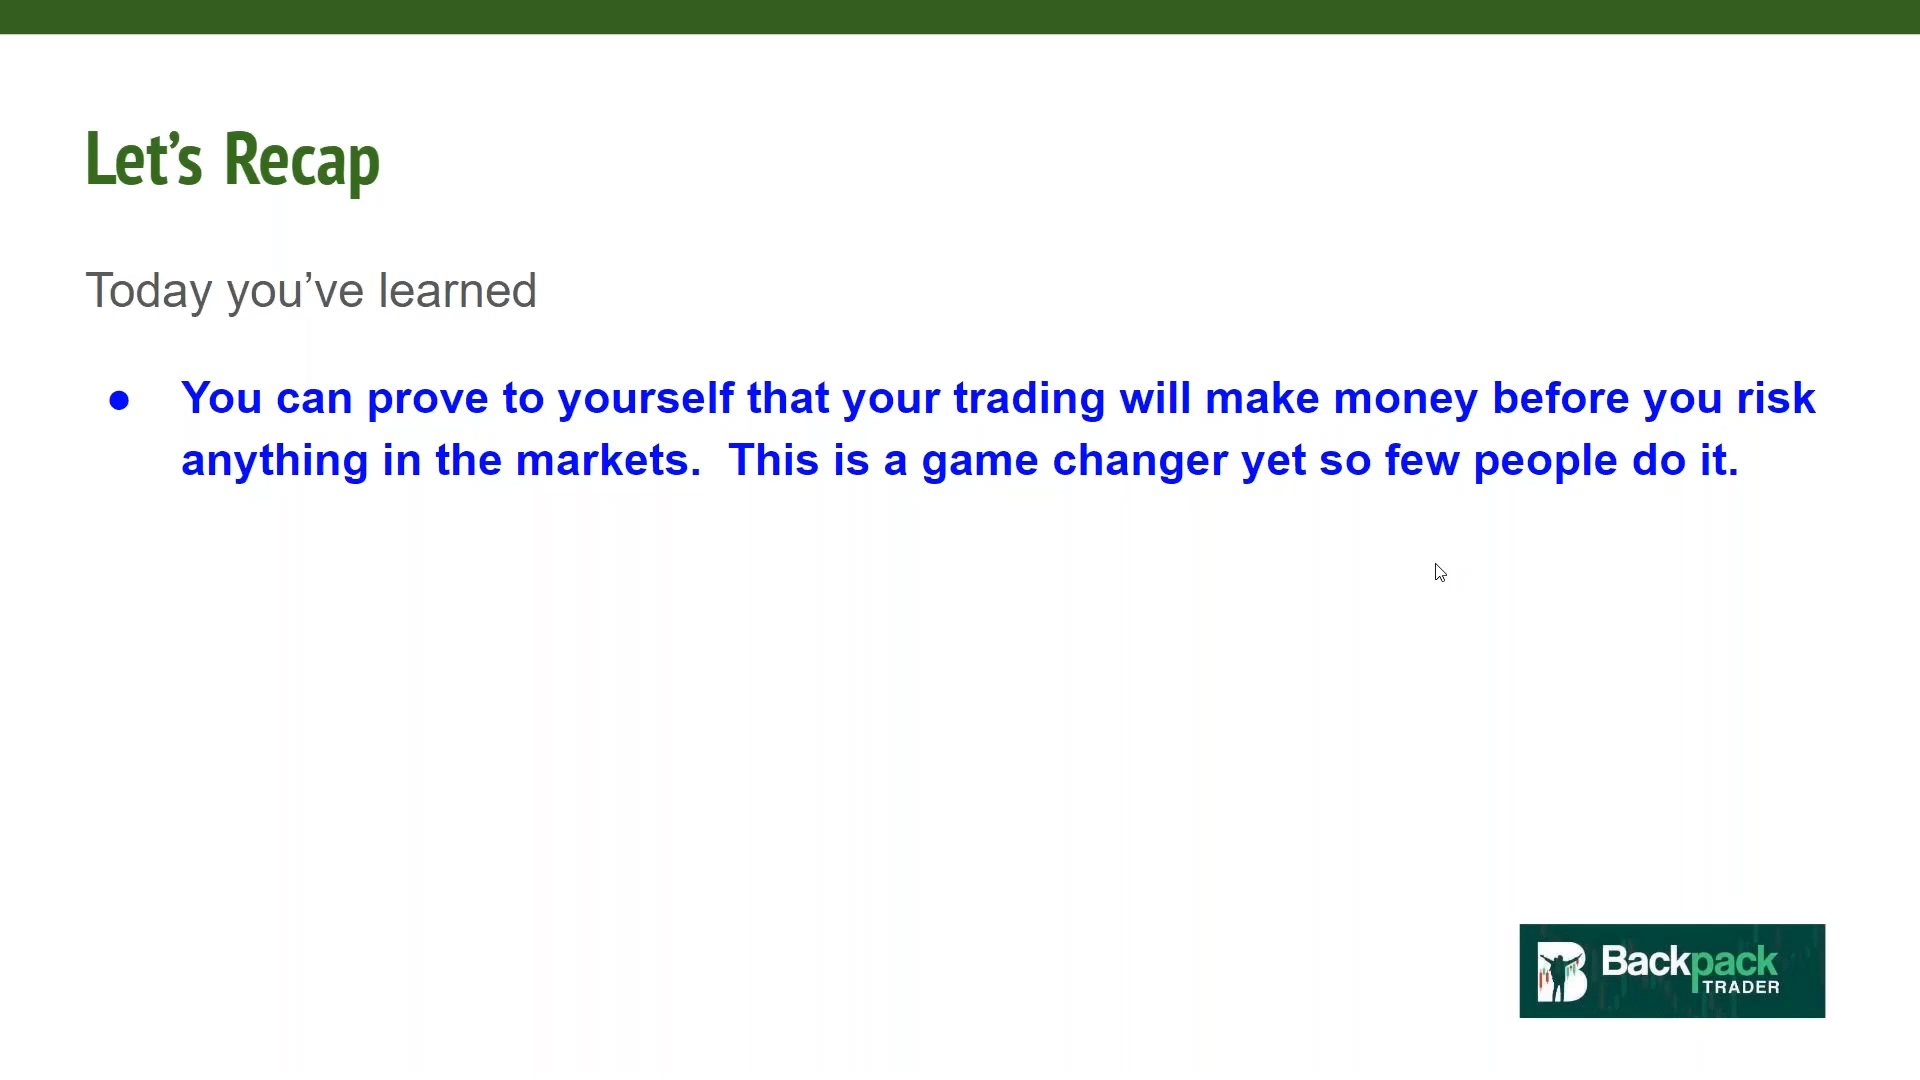 Let’s Recap
Today you’ve learned
● You can prove to yourself that your trading will make money before you risk
anything in the markets.  This is a game changer yet so few people do it.
Backpack
TRADER